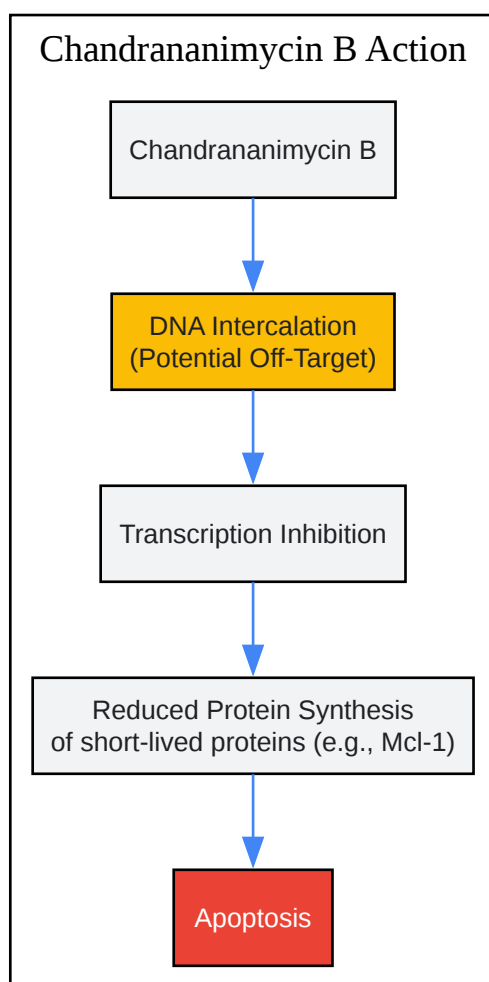 Chandrananimycin B Action
Chandrananimycin B
DNA Intercalation
(Potential Off-Target)
Transcription Inhibition
Reduced Protein Synthesis
of short-lived proteins (e.g., Mcl-1)
Apoptosis